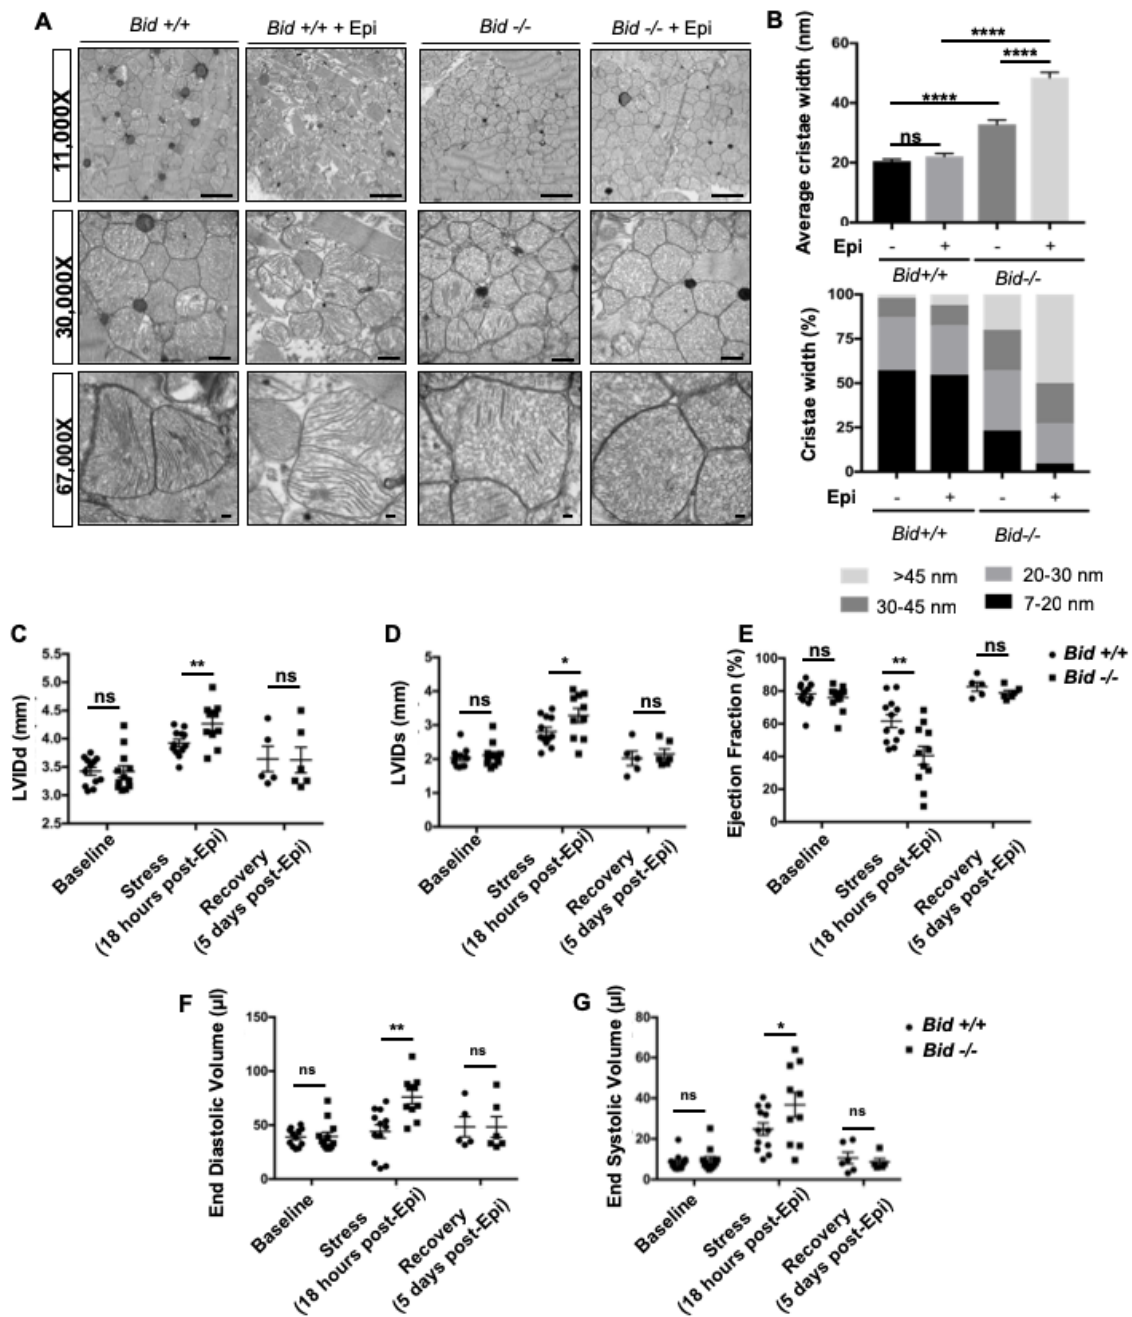 A
Bid +/+
Bid +/+ + Epi
Bid -/-
Bid -/- + Epi
11,000X
30,000X
67,000X
B
Average cristae width (nm)
60
40
20
0
ns
****
****
****
Epi - + - +
Bid+/+ Bid-/-
Cristae width (%)
100
75
50
25
0
Epi - + - +
Bid+/+ Bid-/-
>45 nm
20-30 nm
30-45 nm
7-20 nm
C
LVIDd (mm)
5.5
5.0
4.5
4.0
3.5
3.0
2.5
ns
**
ns
Baseline
Stress
(18 hours post-Epi)
Recovery
(5 days post-Epi)
D
LVIDs (mm)
5
4
3
2
1
0
ns
*
ns
Baseline
Stress
(18 hours post-Epi)
Recovery
(5 days post-Epi)
E
Ejection Fraction (%)
100
80
60
40
20
0
ns
**
ns
Baseline
Stress
(18 hours post-Epi)
Recovery
(5 days post-Epi)
Bid +/+
Bid -/-
F
End Diastolic Volume (µl)
150
100
50
0
ns
**
ns
Baseline
Stress
(18 hours post-Epi)
Recovery
(5 days post-Epi)
G
End Systolic Volume (µl)
80
60
40
20
0
ns
*
ns
Baseline
Stress
(18 hours post-Epi)
Recovery
(5 days post-Epi)
Bid +/+
Bid -/-